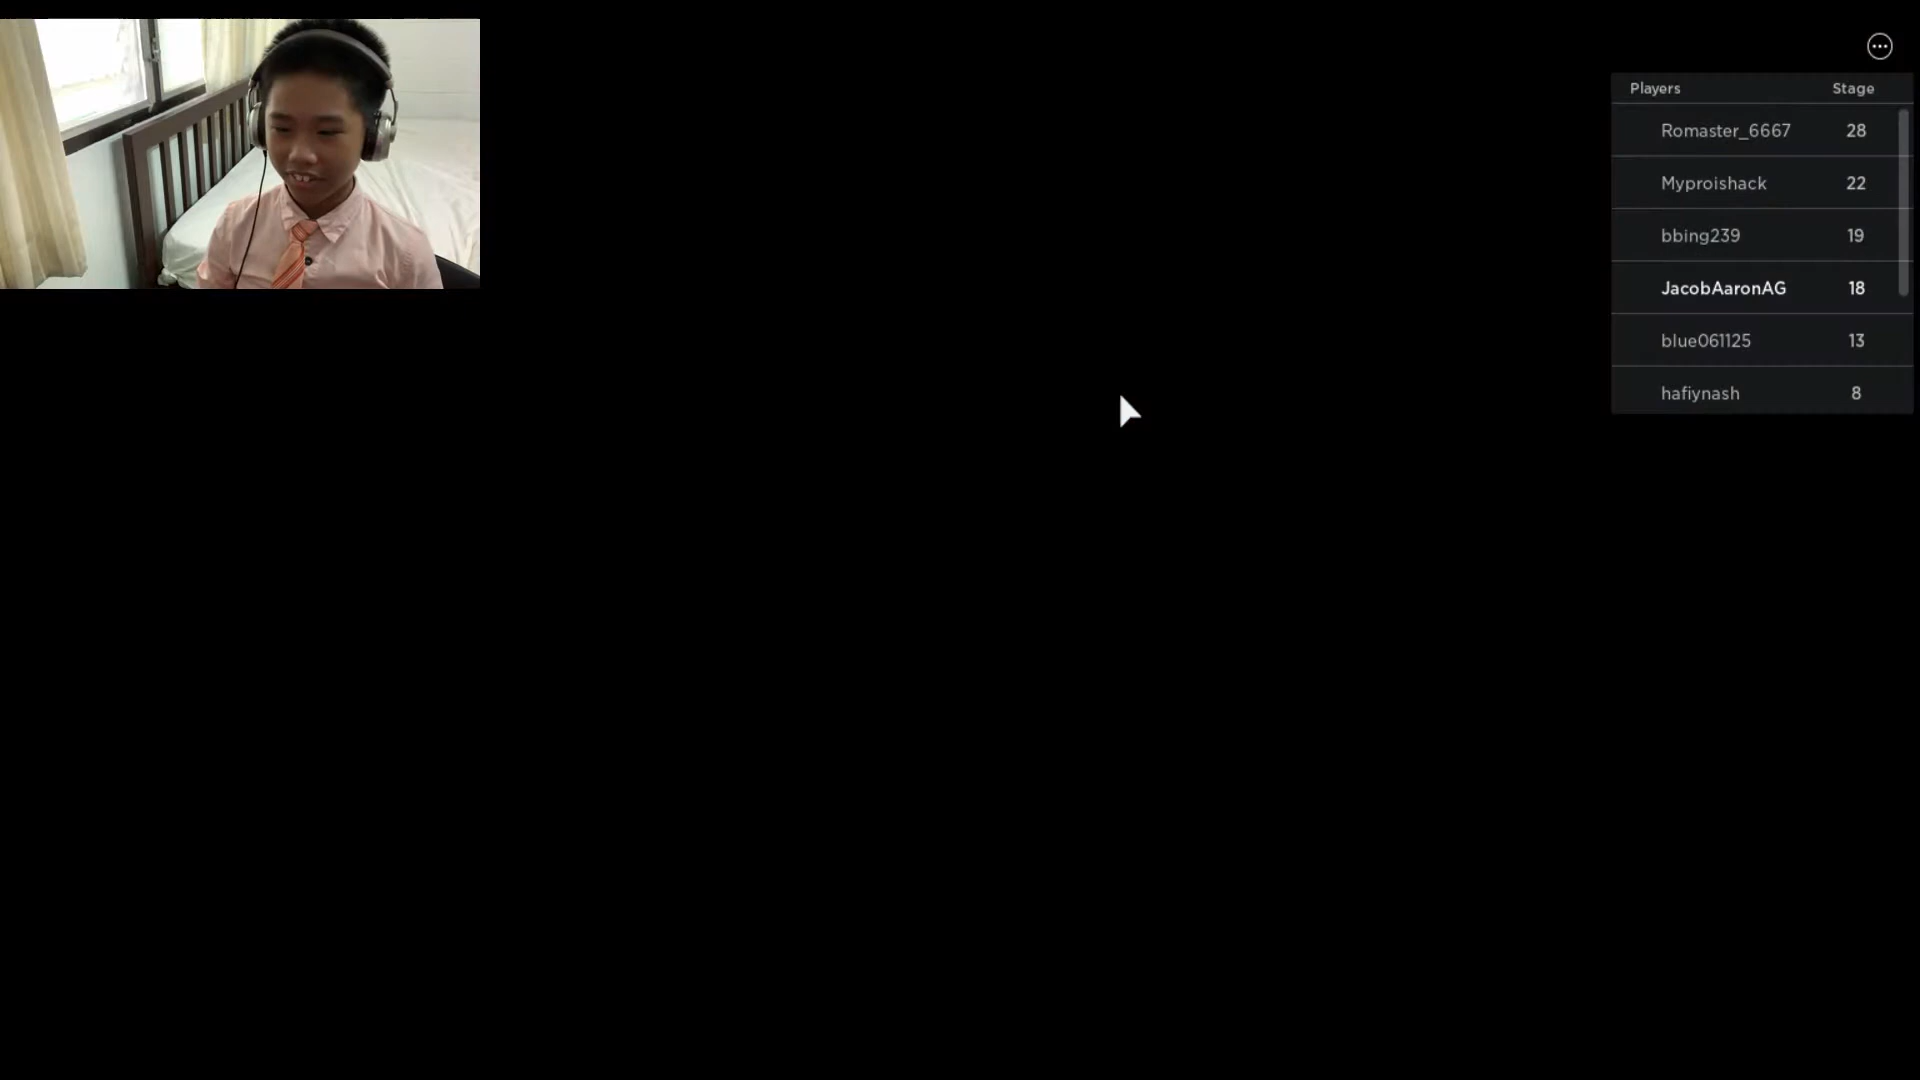 Players Stage
Romaster_6667 28
Myproishack 22
bbing239 19
JacobAaronAG 18
blue061125 13
hafiynash 8